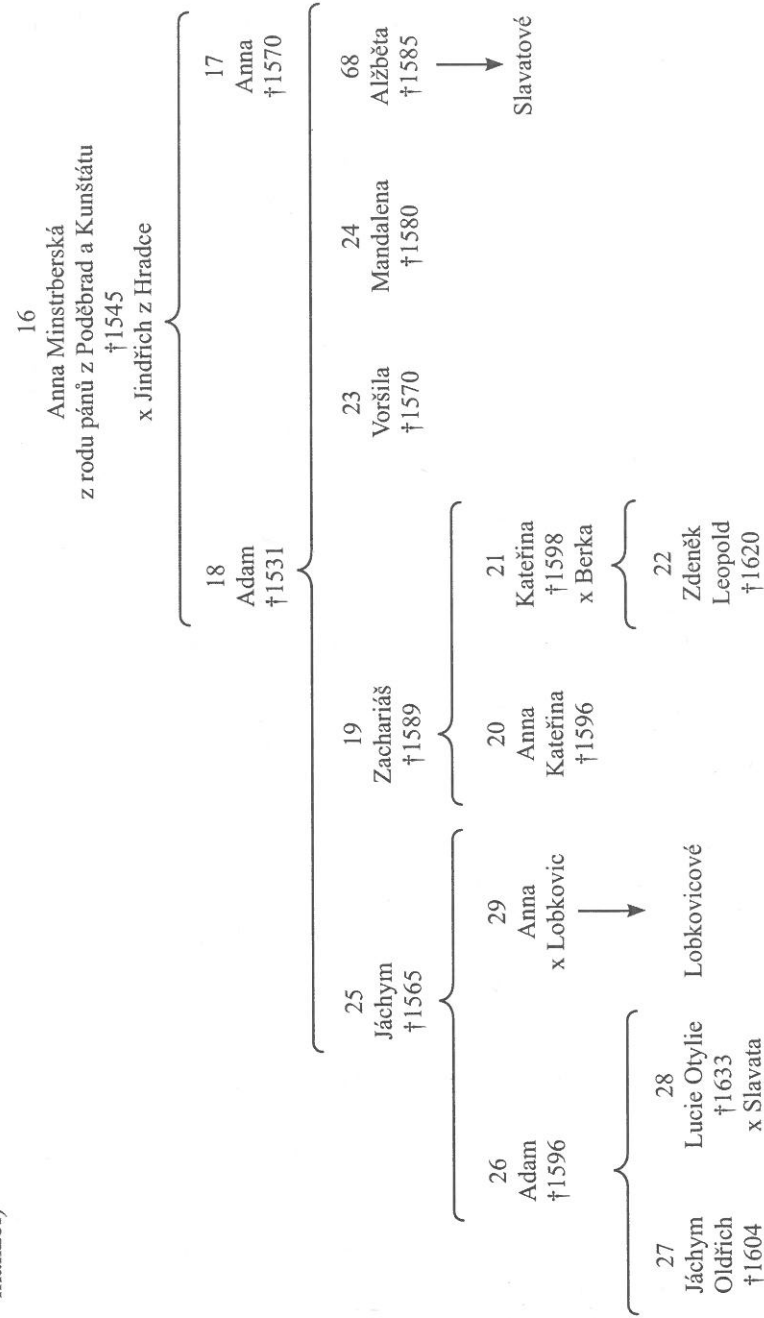 16
Anna Minstrberská
z rodu pánů z Poděbrad a Kunštátu
†1545
x Jindřich z Hradce
18
Adam
†1531
17
Anna
†1570
25
Jáchym
†1565
19
Zachariáš
†1589
23
Voršila
†1570
24
Mandalena
†1580
68
Alžběta
†1585
Slavatové
26
Adam
†1596
29
Anna
x Lobkovic
Lobkovicové
20
Anna
Kateřina
†1596
21
Kateřina
†1598
x Berka
27
Jáchym
Oldřich
†1604
28
Lucie Otylie
†1633
x Slavata
22
Zdeněk
Leopold
†1620